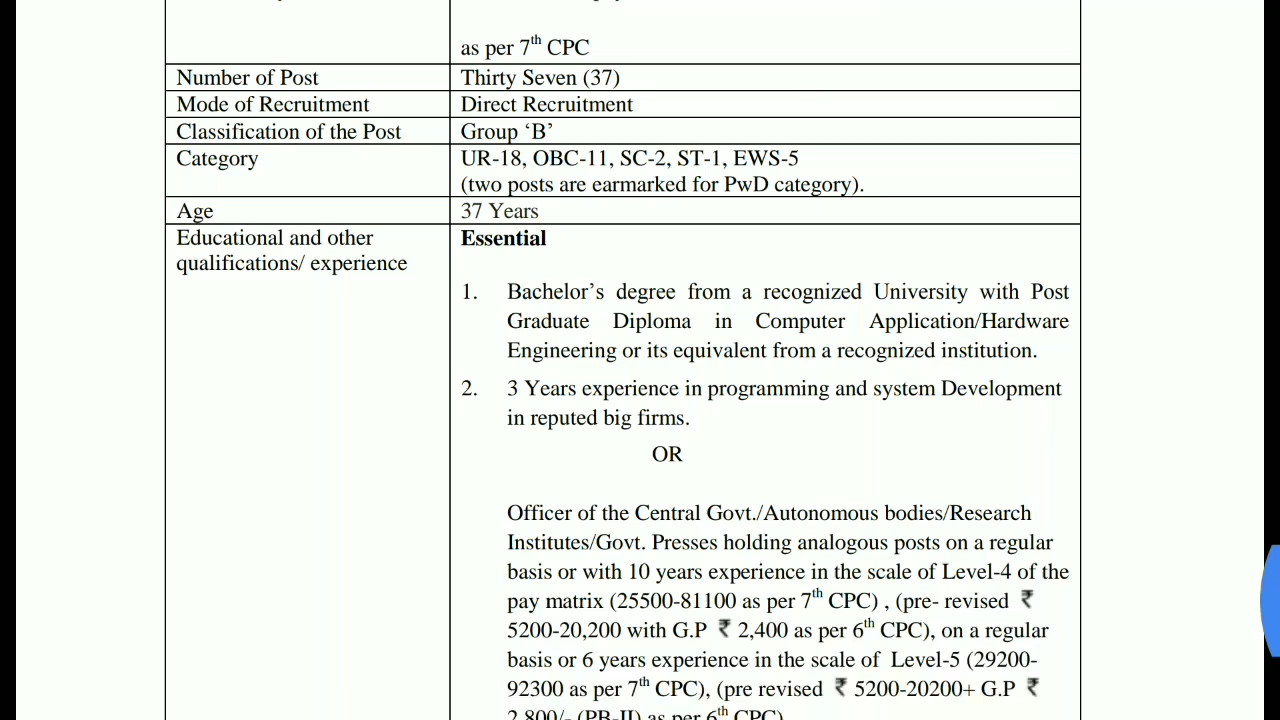 as per 7th CPC
Number of Post Thirty Seven (37)
Mode of Recruitment Direct Recruitment
Classification of the Post Group ‘B’
Category UR-18, OBC-11, SC-2, ST-1, EWS-5
(two posts are earmarked for PwD category).
Age 37 Years
Educational and other Essential
qualifications/ experience
1. Bachelor’s degree from a recognized University with Post
Graduate Diploma in Computer Application/Hardware
Engineering or its equivalent from a recognized institution.
2. 3 Years experience in programming and system Development
in reputed big firms.
OR
Officer of the Central Govt./Autonomous bodies/Research
Institutes/Govt. Presses holding analogous posts on a regular
basis or with 10 years experience in the scale of Level-4 of the
pay matrix (25500-81100 as per 7th CPC) , (pre- revised ₹
5200-20,200 with G.P ₹ 2,400 as per 6th CPC), on a regular
basis or 6 years experience in the scale of Level-5 (29200-
92300 as per 7th CPC), (pre revised ₹ 5200-20200+ G.P ₹
2,800/- (PB-II) as per 6th CPC)